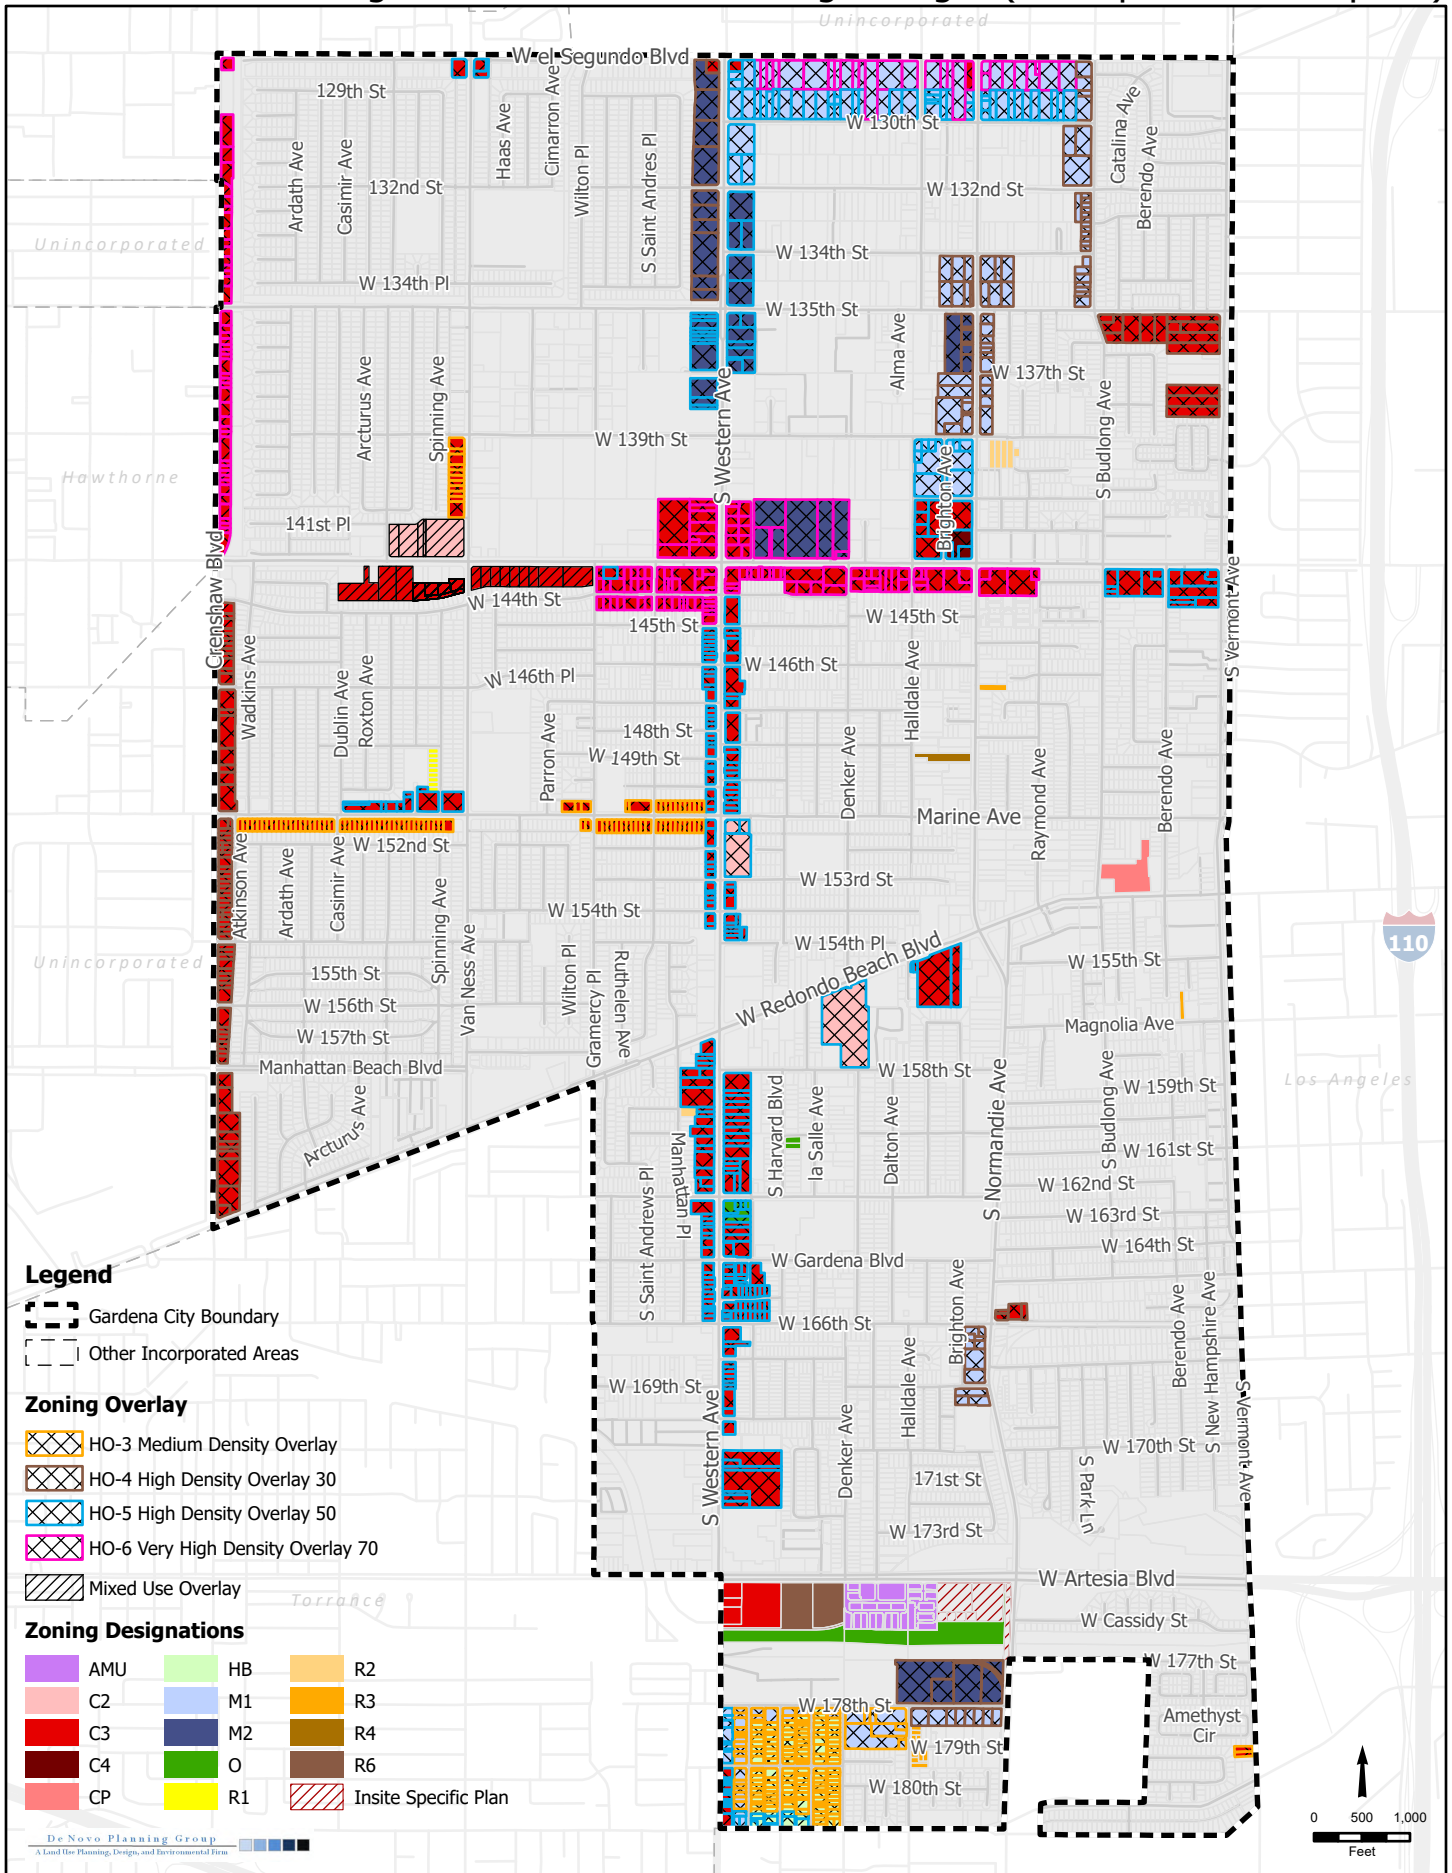 Unincorporated
W el Segundo Blvd
129th St
Haas Ave
Cimarron Ave
Wilton Pl
S Saint Andres Pl
W 130th St
Catalina Ave
Berendo Ave
Ardath Ave
Casimir Ave
132nd St
W 132nd St
Unincorporated
W 134th St
W 134th Pl
W 135th St
Arcturus Ave
Spinning Ave
S Western Ave
Alma Ave
W 137th St
S Budlong Ave
W 139th St
Hawthorne
Brighton Ave
141st Pl
Crenshaw Blvd
W 144th St
145th St
W 145th St
S Vermont Ave
Wadkins Ave
Dublin Ave
Roxton Ave
W 146th Pl
W 146th St
Halldale Ave
148th St
W 149th St
Parron Ave
Denker Ave
Raymond Ave
Berendo Ave
Marine Ave
W 152nd St
Atkinson Ave
Ardath Ave
Casimir Ave
Spinning Ave
W 153rd St
W 154th St
W 154th Pl
W Redondo Beach Blvd
110
Unincorporated
155th St
W 155th St
Van Ness Ave
Wilton Pl
Gramercy Pl
Ruthelen Ave
W 156th St
W 157th St
Magnolia Ave
Manhattan Beach Blvd
W 158th St
Los Angeles
W 159th St
Arcturus Ave
Manhattan Pl
S Harvard Blvd
la Salle Ave
Dalton Ave
S Normandie Ave
S Budlong Ave
W 161st St
S Saint Andrews Pl
W 162nd St
W 163rd St
W 164th St
W Gardena Blvd
Legend
Gardena City Boundary
W 166th St
Brighton Ave
Berendo Ave
S New Hampshire Ave
Other Incorporated Areas
W 169th St
Halldale Ave
S Vermont Ave
Zoning Overlay
HO-3 Medium Density Overlay
S Western Ave
Denker Ave
W 170th St
HO-4 High Density Overlay 30
171st St
S Park Ln
HO-5 High Density Overlay 50
W 173rd St
HO-6 Very High Density Overlay 70
Mixed Use Overlay
W Artesia Blvd
Torrance
W Cassidy St
Zoning Designations
W 177th St
AMU HB R2
C2 M1 R3
C3 M2 R4
C4 O R6
CP R1 Insite Specific Plan
W 178th St
Amethyst
Cir
W 179th St
W 180th St
0 500 1,000
Feet
De Novo Planning Group
A Land Use Planning, Design, and Environmental Firm